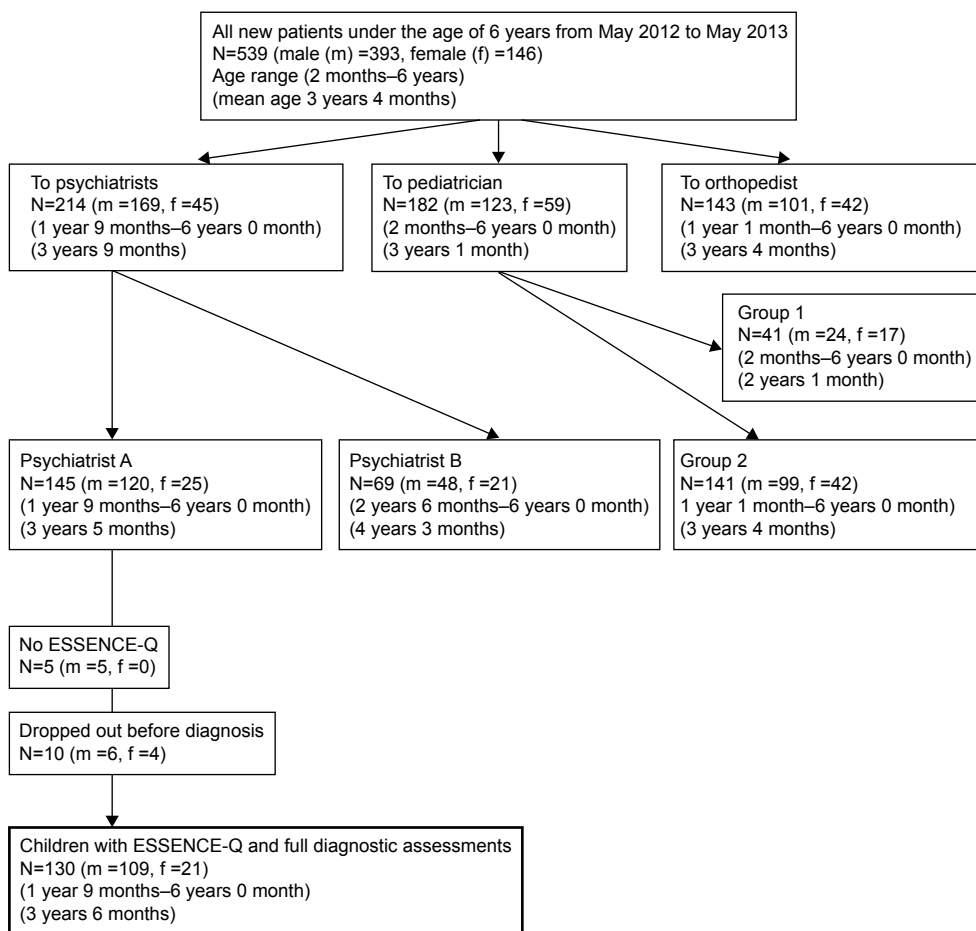 All new patients under the age of 6 years from May 2012 to May 2013
N=539 (male (m) =393, female (f) =146)
Age range (2 months–6 years)
(mean age 3 years 4 months)
To psychiatrists
N=214 (m =169, f =45)
(1 year 9 months–6 years 0 month)
(3 years 9 months)
To pediatrician
N=182 (m =123, f =59)
(2 months–6 years 0 month)
(3 years 1 month)
To orthopedist
N=143 (m =101, f =42)
(1 year 1 month–6 years 0 month)
(3 years 4 months)
Group 1
N=41 (m =24, f =17)
(2 months–6 years 0 month)
(2 years 1 month)
Psychiatrist A
N=145 (m =120, f =25)
(1 year 9 months–6 years 0 month)
(3 years 5 months)
Psychiatrist B
N=69 (m =48, f =21)
(2 years 6 months–6 years 0 month)
(4 years 3 months)
Group 2
N=141 (m =99, f =42)
1 year 1 month–6 years 0 month)
(3 years 4 months)
No ESSENCE-Q
N=5 (m =5, f =0)
Dropped out before diagnosis
N=10 (m =6, f =4)
Children with ESSENCE-Q and full diagnostic assessments
N=130 (m =109, f =21)
(1 year 9 months–6 years 0 month)
(3 years 6 months)